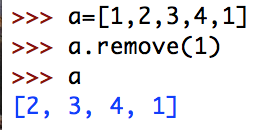 >>> a=[1,2,3,4,1]
>>> a.remove(1)
>>> a
[2, 3, 4, 1]